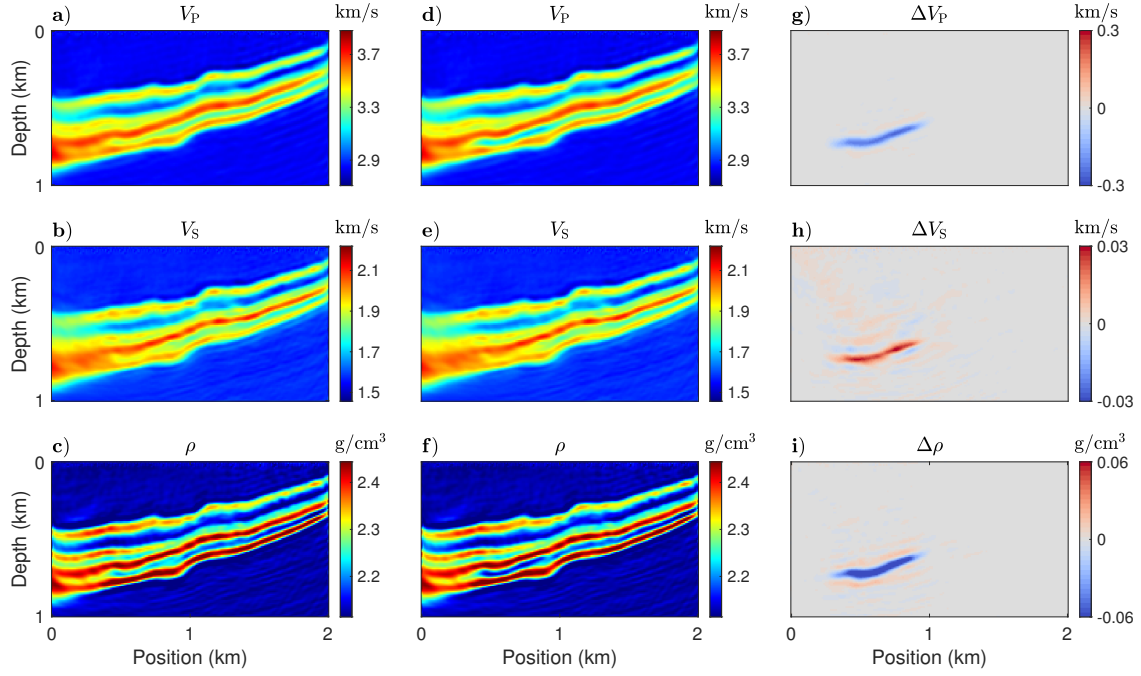 a) V_P km/s
0
3.7
3.3
2.9
1
Depth (km)
d) V_P km/s
3.7
3.3
2.9
g) ΔV_P km/s
0.3
0
-0.3
b) V_S km/s
0
2.1
1.9
1.7
1.5
1
Depth (km)
e) V_S km/s
2.1
1.9
1.7
1.5
h) ΔV_S km/s
0.03
0
-0.03
c) ρ g/cm³
0
2.4
2.3
2.2
1
Depth (km)
0 1 2
Position (km)
f) ρ g/cm³
2.4
2.3
2.2
0 1 2
Position (km)
i) Δρ g/cm³
0.06
0
-0.06
0 1 2
Position (km)